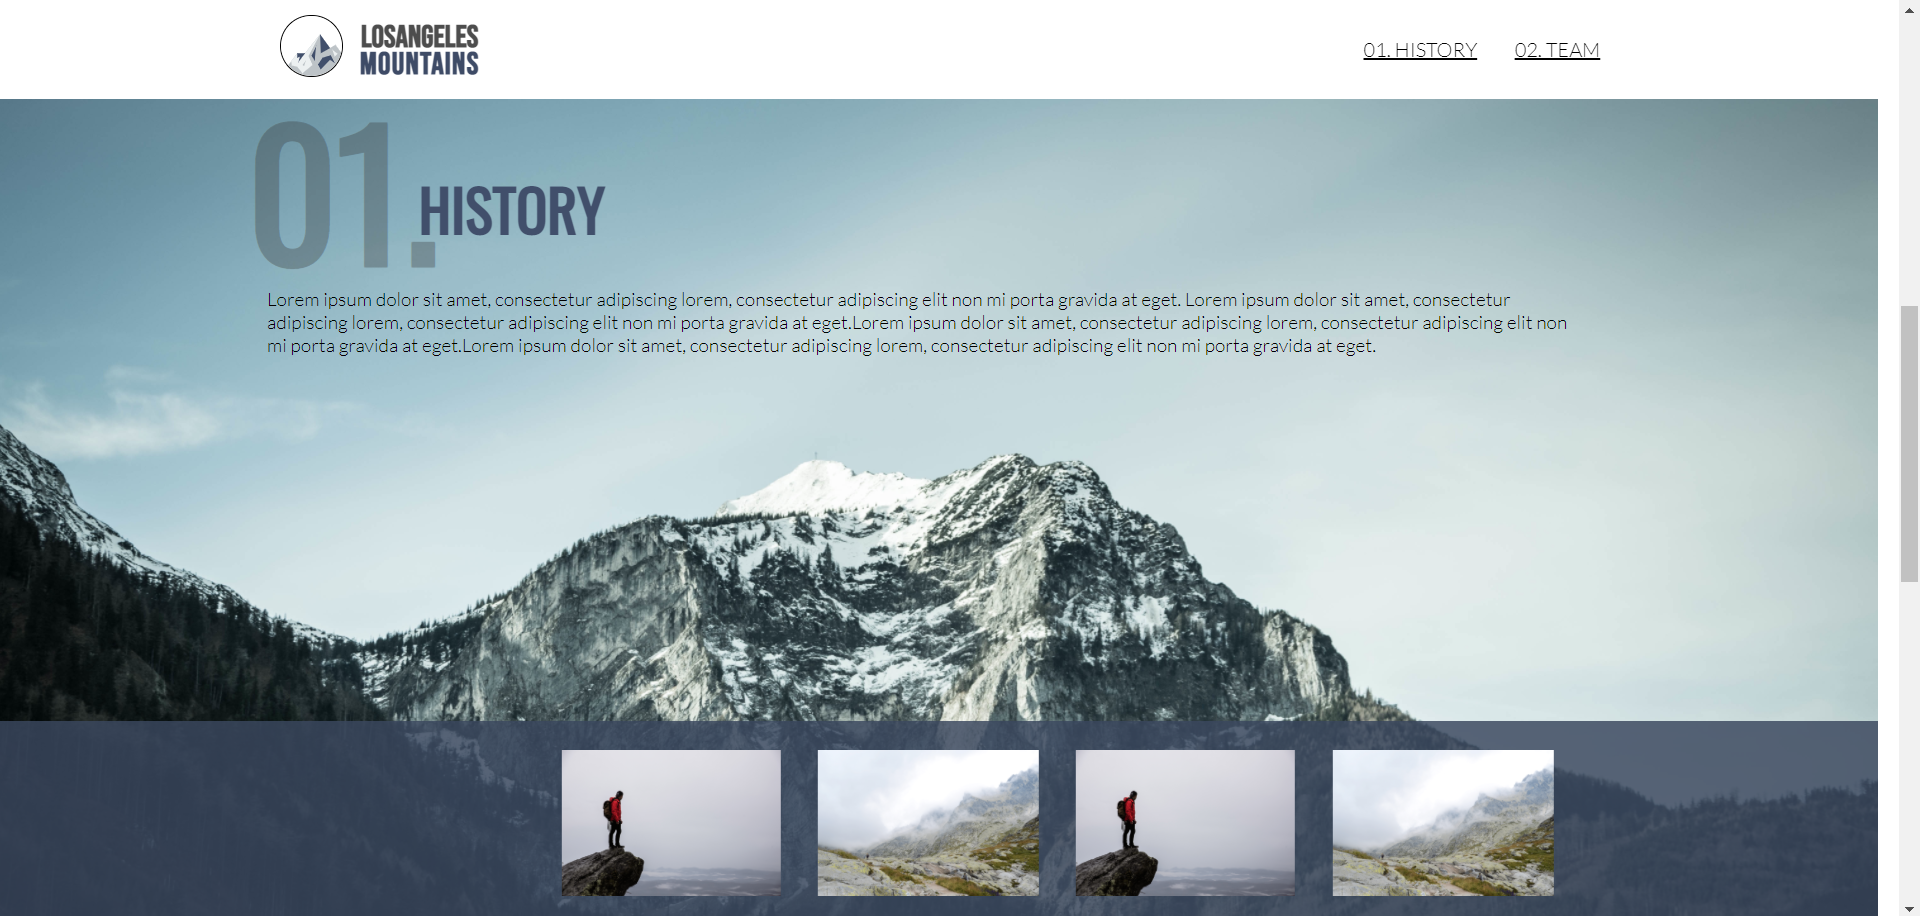 LOSANGELES
MOUNTAINS
01. HISTORY
02. TEAM
01.
HISTORY
Lorem ipsum dolor sit amet, consectetur adipiscing lorem, consectetur adipiscing elit non mi porta gravida at eget. Lorem ipsum dolor sit amet, consectetur
adipiscing lorem, consectetur adipiscing elit non mi porta gravida at eget.Lorem ipsum dolor sit amet, consectetur adipiscing lorem, consectetur adipiscing elit non
mi porta gravida at eget.Lorem ipsum dolor sit amet, consectetur adipiscing lorem, consectetur adipiscing elit non mi porta gravida at eget.